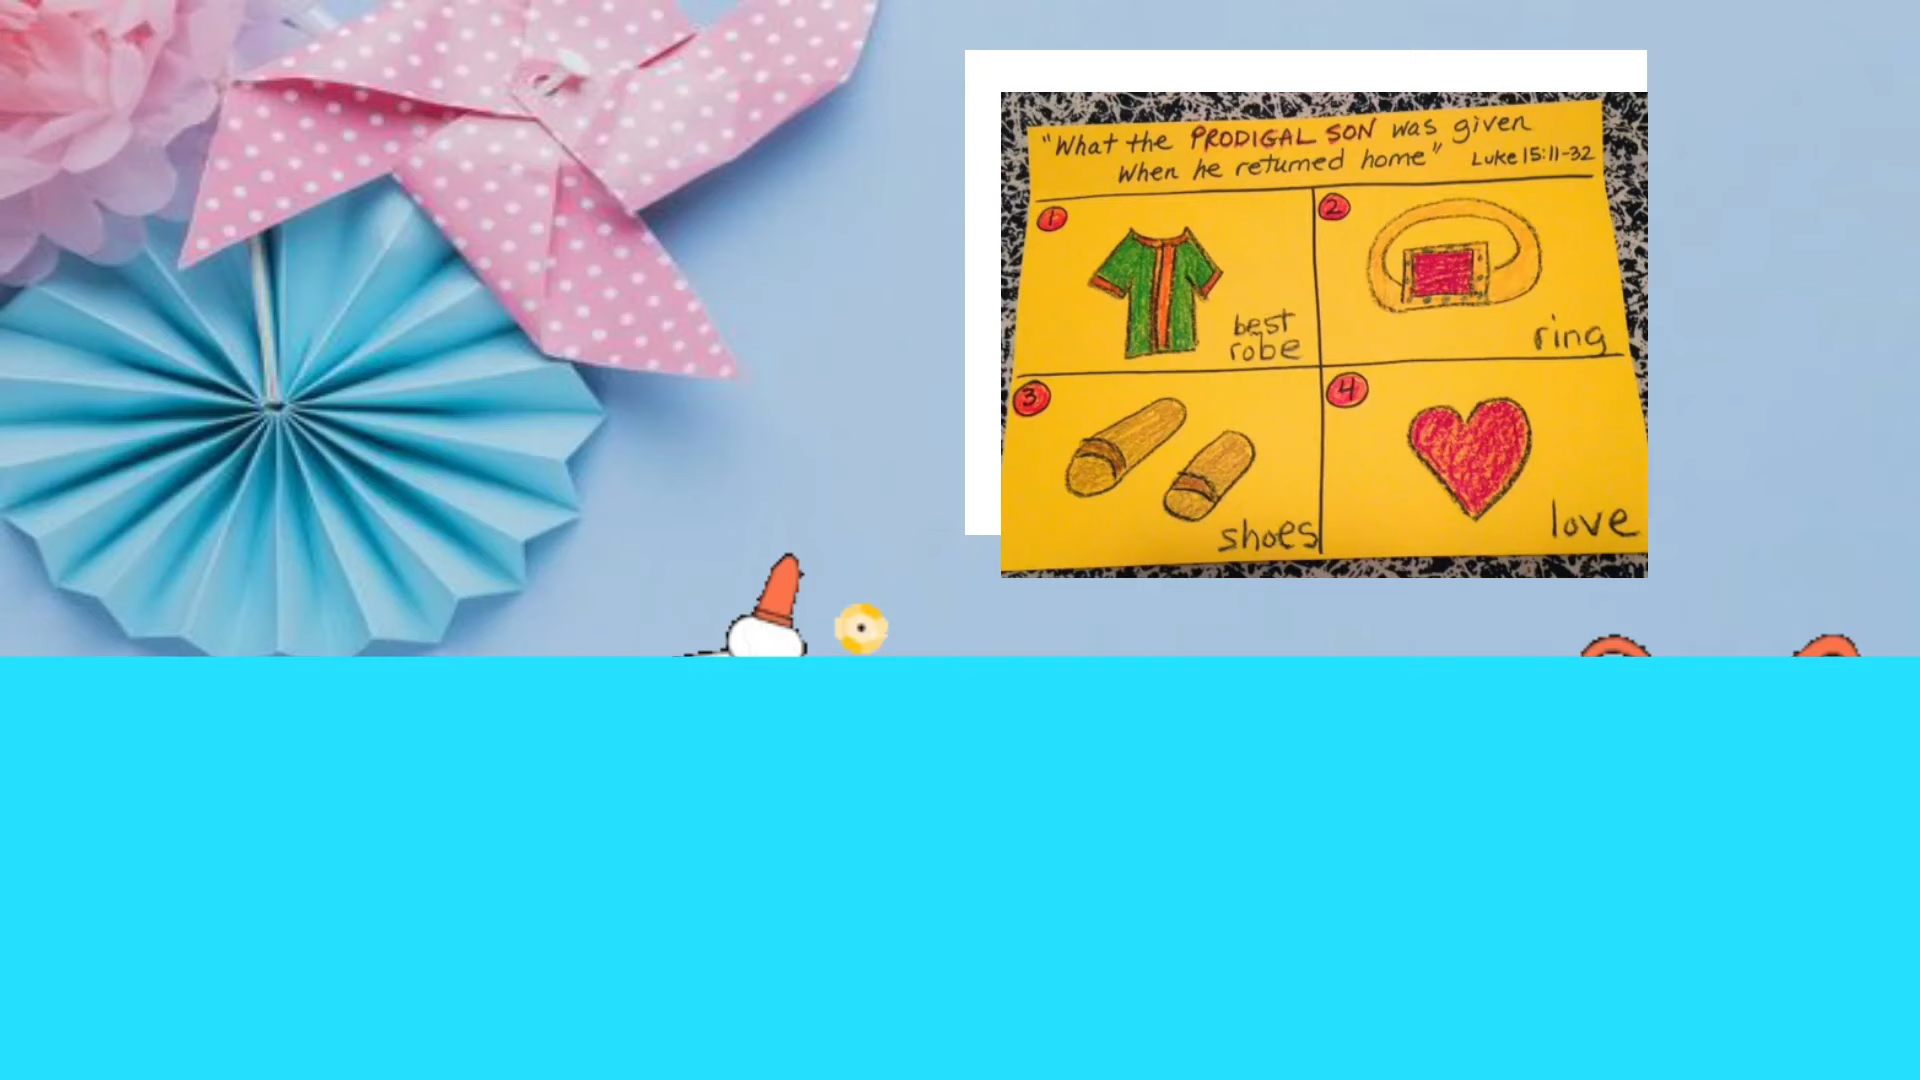 "What the PRODIGAL SON was given
When he returned home" Luke 15:11-32
1
best
robe
2
ring
3
shoes
4
love